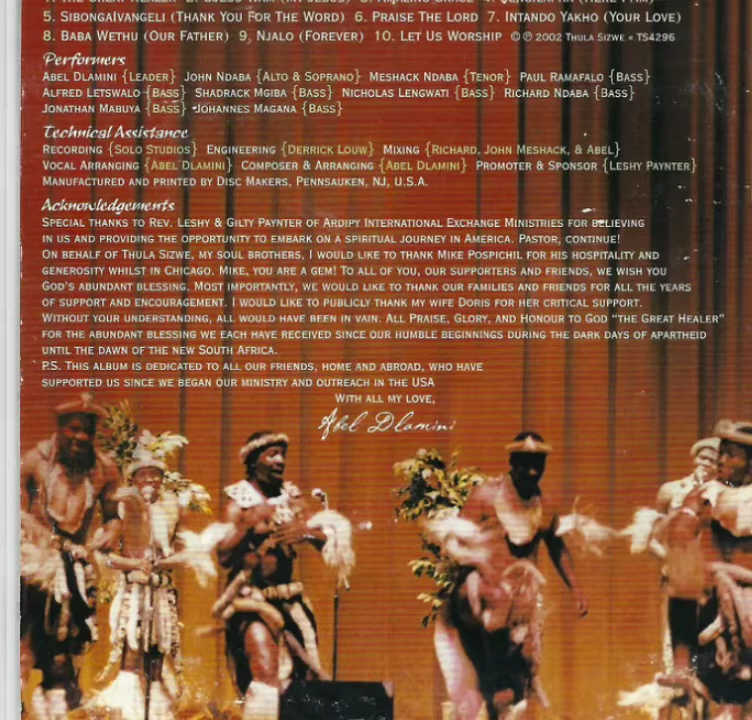 5. SIBONGAIVANGELI (THANK YOU FOR THE WORD) 6. PRAISE THE LORD 7. INTANDO YAKHO (YOUR LOVE)
8. BABA WETHU (OUR FATHER) 9. NJALO (FOREVER) 10. LET US WORSHIP ©℗ 2002 THULA SIZWE • TS4296
Performers
ABEL DLAMINI {LEADER} JOHN NDABA {ALTO & SOPRANO} MESHACK NDABA {TENOR} PAUL RAMAFALO {BASS}
ALFRED LETSWALO {BASS} SHADRACK MGIBA {BASS} NICHOLAS LENGWATI {BASS} RICHARD NDABA {BASS}
JONATHAN MABUYA {BASS} JOHANNES MAGANA {BASS}
Technical Assistance
RECORDING {SOLO STUDIOS} ENGINEERING {DERRICK LOUW} MIXING {RICHARD, JOHN MESHACK, & ABEL}
VOCAL ARRANGING {ABEL DLAMINI} COMPOSER & ARRANGING {ABEL DLAMINI} PROMOTER & SPONSOR {LESHY PAYNTER}
MANUFACTURED AND PRINTED BY DISC MAKERS, PENNSAUKEN, NJ, U.S.A.
Acknowledgements
SPECIAL THANKS TO REV. LESHY & GILTY PAYNTER OF ARDIPY INTERNATIONAL EXCHANGE MINISTRIES FOR BELIEVING
IN US AND PROVIDING THE OPPORTUNITY TO EMBARK ON A SPIRITUAL JOURNEY IN AMERICA. PASTOR, CONTINUE!
ON BEHALF OF THULA SIZWE, MY SOUL BROTHERS, I WOULD LIKE TO THANK MIKE POSPICHIL FOR HIS HOSPITALITY AND
GENEROSITY WHILST IN CHICAGO. MIKE, YOU ARE A GEM! TO ALL OF YOU, OUR SUPPORTERS AND FRIENDS, WE WISH YOU
GOD'S ABUNDANT BLESSING. MOST IMPORTANTLY, WE WOULD LIKE TO THANK OUR FAMILIES AND FRIENDS FOR ALL THE YEARS
OF SUPPORT AND ENCOURAGEMENT. I WOULD LIKE TO PUBLICLY THANK MY WIFE DORIS FOR HER CRITICAL SUPPORT.
WITHOUT YOUR UNDERSTANDING, ALL WOULD HAVE BEEN IN VAIN. ALL PRAISE, GLORY, AND HONOUR TO GOD "THE GREAT HEALER"
FOR THE ABUNDANT BLESSING WE EACH HAVE RECEIVED SINCE OUR HUMBLE BEGINNINGS DURING THE DARK DAYS OF APARTHEID
UNTIL THE DAWN OF THE NEW SOUTH AFRICA.
P.S. THIS ALBUM IS DEDICATED TO ALL OUR FRIENDS, HOME AND ABROAD, WHO HAVE
SUPPORTED US SINCE WE BEGAN OUR MINISTRY AND OUTREACH IN THE USA
WITH ALL MY LOVE,
Abel Dlamini